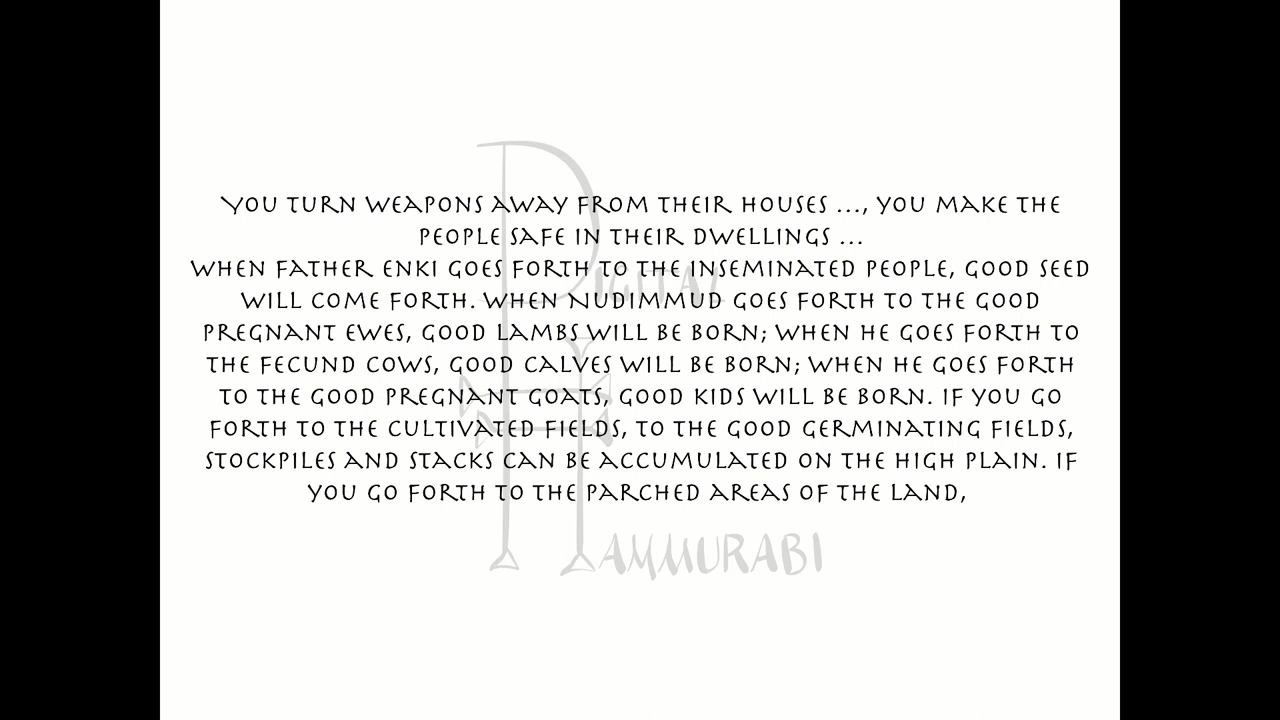 You turn weapons away from their houses ..., you make the
people safe in their dwellings ...
When father Enki goes forth to the inseminated people, good seed
will come forth. When Nudimmud goes forth to the good
pregnant ewes, good lambs will be born; when he goes forth to
the fecund cows, good calves will be born; when he goes forth
to the good pregnant goats, good kids will be born. If you go
forth to the cultivated fields, to the good germinating fields,
stockpiles and stacks can be accumulated on the high plain. If
you go forth to the parched areas of the land,
Digital
Hammurabi